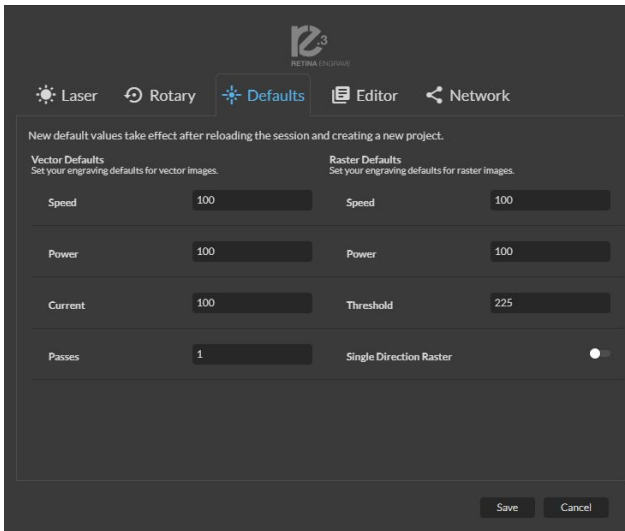 .3
RETINA ENGRAVE
Laser Rotary Defaults Editor Network
New default values take effect after reloading the session and creating a new project.
Vector Defaults
Set your engraving defaults for vector images.
Raster Defaults
Set your engraving defaults for raster images.
Speed 100 Speed 100
Power 100 Power 100
Current 100 Threshold 225
Passes 1 Single Direction Raster
Save Cancel